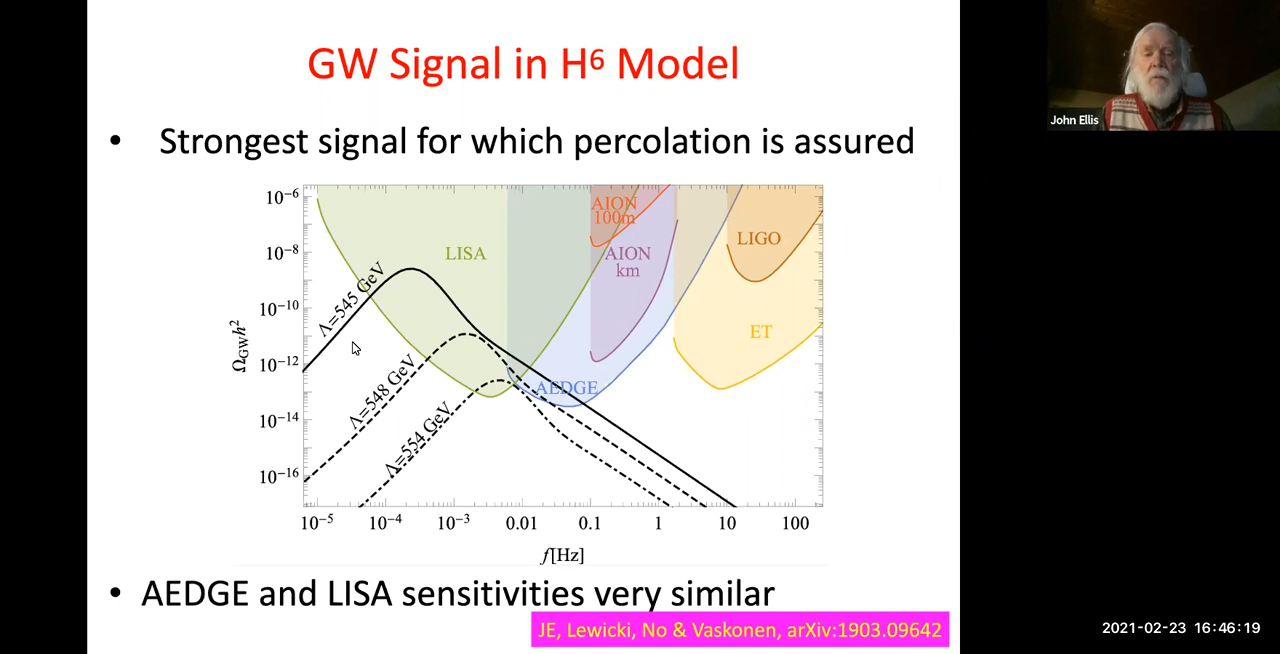 GW Signal in H⁶ Model
John Ellis
• Strongest signal for which percolation is assured
10⁻⁶
10⁻⁸
10⁻¹⁰
10⁻¹²
10⁻¹⁴
10⁻¹⁶
Ω_GW h²
LISA
AION
100m
AION
km
LIGO
ET
AEDGE
Λ=545 GeV
Λ=548 GeV
Λ=554 GeV
10⁻⁵ 10⁻⁴ 10⁻³ 0.01 0.1 1 10 100
f[Hz]
• AEDGE and LISA sensitivities very similar
JE, Lewicki, No & Vaskonen, arXiv:1903.09642
2021-02-23 16:46:19